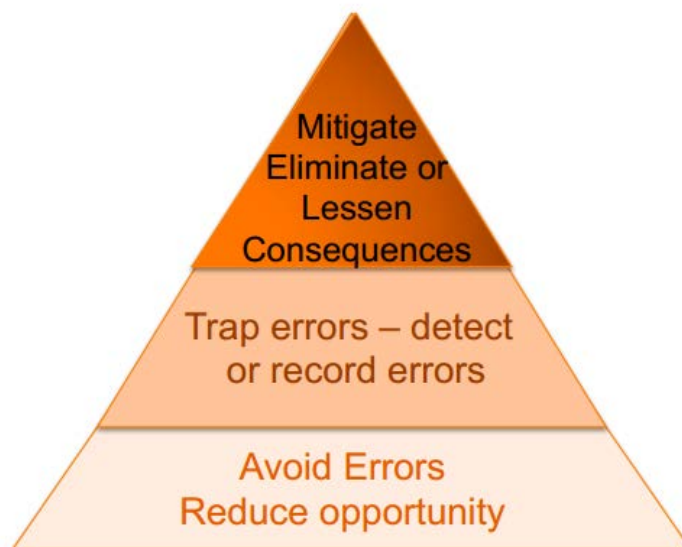 Mitigate
Eliminate or
Lessen
Consequences
Trap errors – detect
or record errors
Avoid Errors
Reduce opportunity